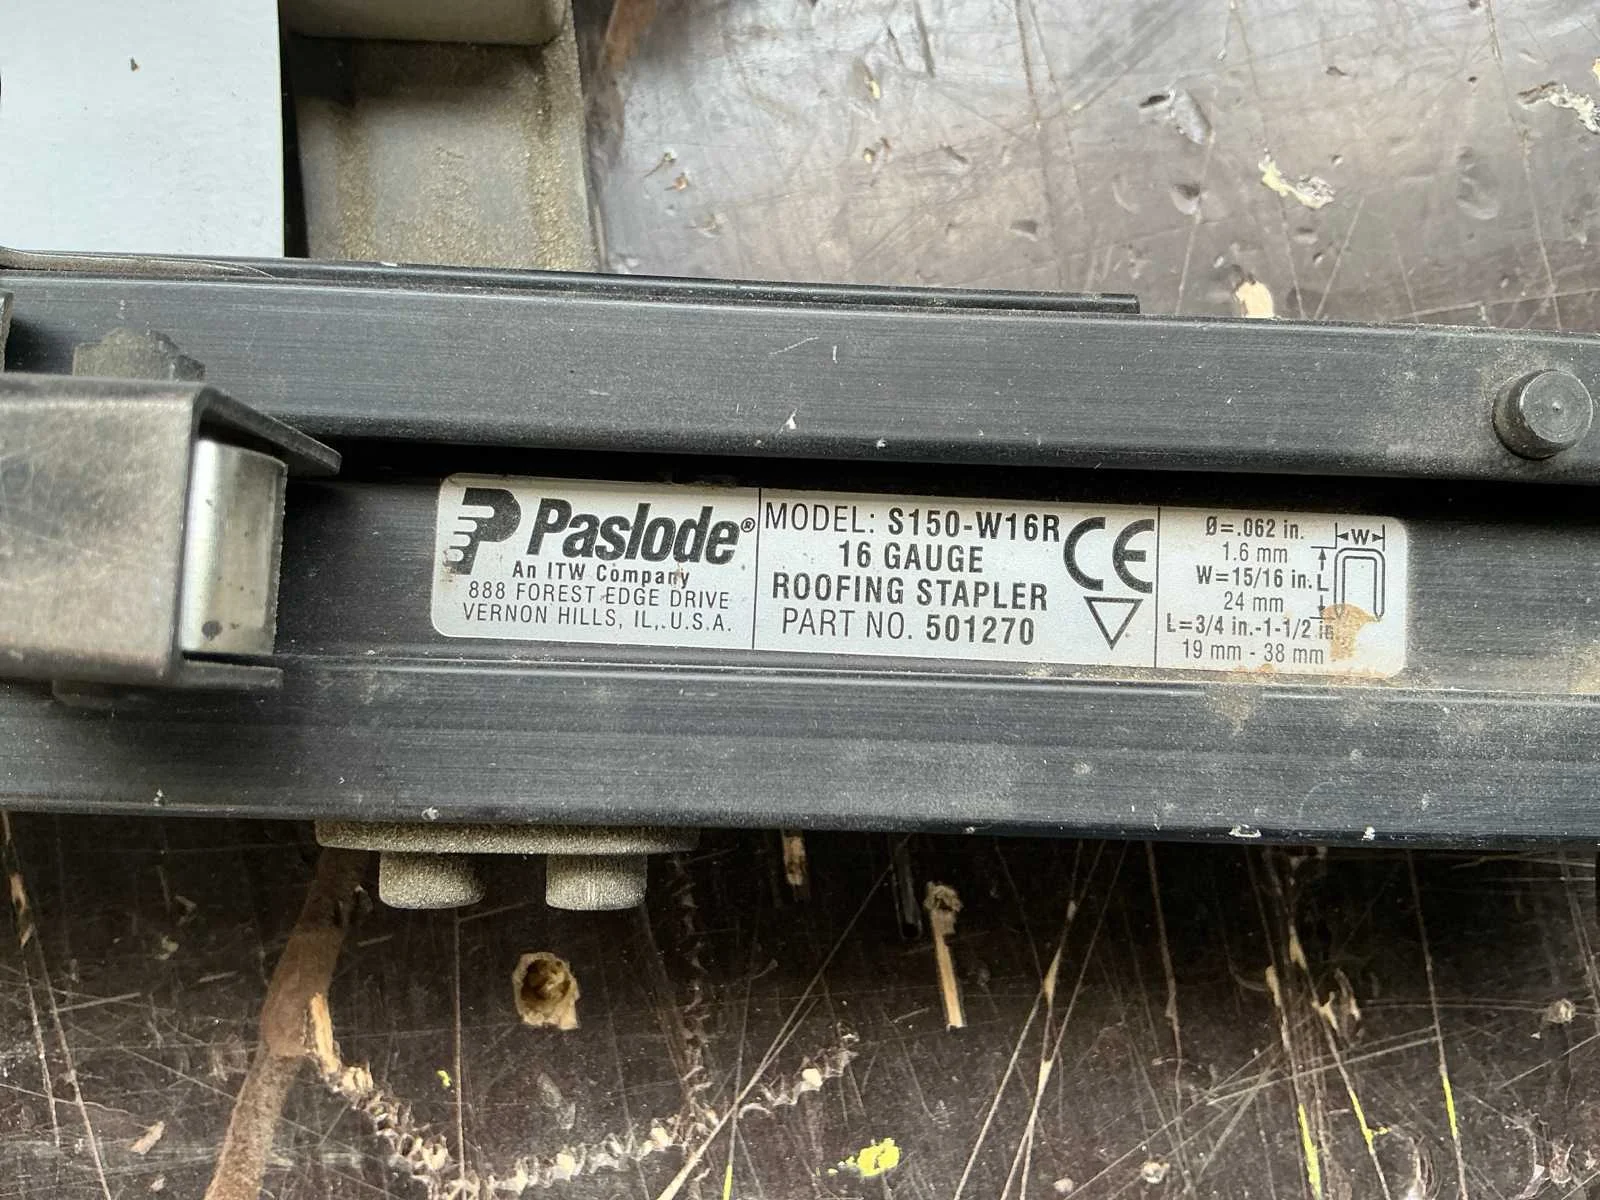 Paslode®
An ITW Company
888 FOREST EDGE DRIVE
VERNON HILLS, IL,. U.S.A.
MODEL: S150-W16R
16 GAUGE
ROOFING STAPLER
PART NO. 501270
CE
Ø=.062 in.
1.6 mm
W=15/16 in.
24 mm
L=3/4 in.-1-1/2 in.
19 mm - 38 mm
W
L